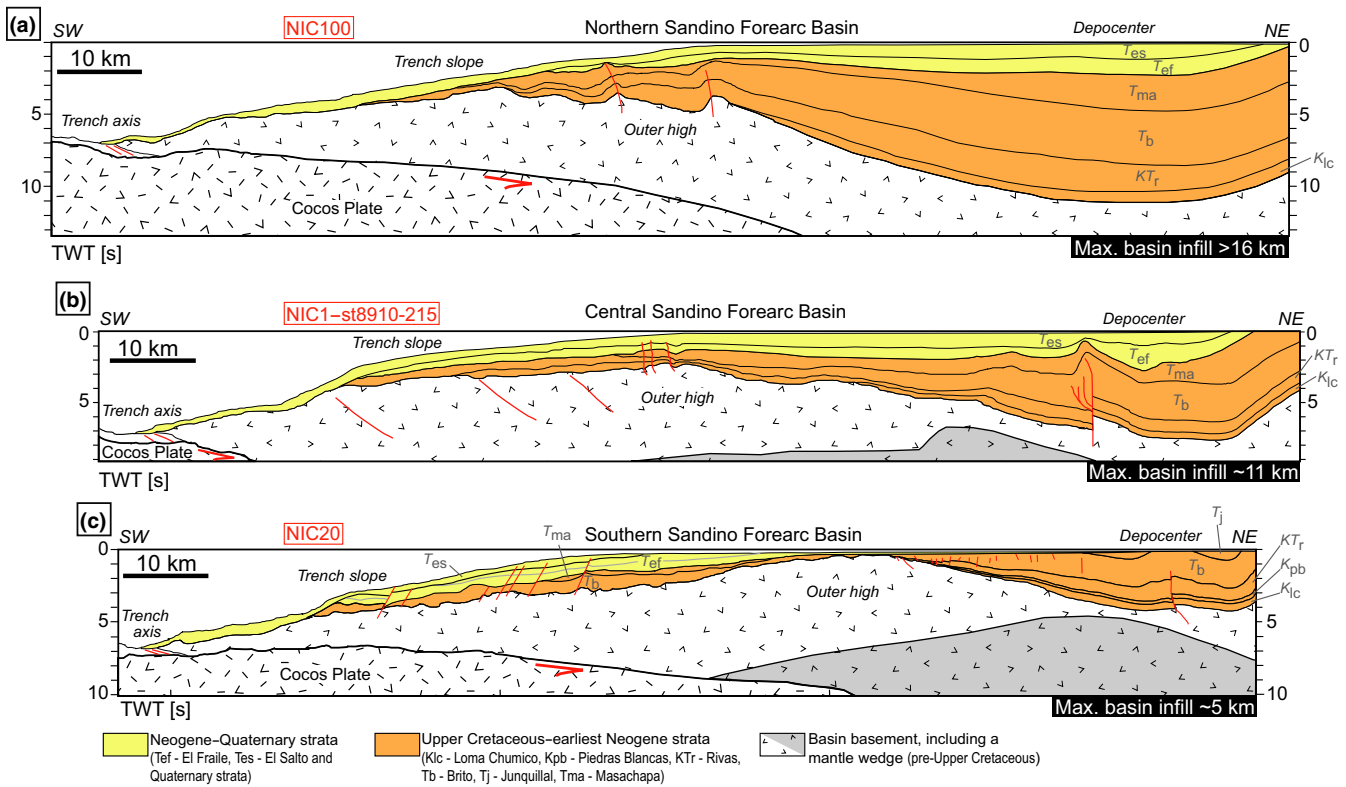 (a)
SW
NIC100
Northern Sandino Forearc Basin
Depocenter
NE
10 km
Trench slope
Trench axis
Outer high
Cocos Plate
Tes
Tef
Tma
Tb
KTr
Klc
0
5
10
0
5
10
TWT [s]
Max. basin infill >16 km
(b)
SW
NIC1–st8910-215
Central Sandino Forearc Basin
Depocenter
NE
10 km
Trench slope
Trench axis
Outer high
Cocos Plate
Tes
Tef
Tma
Tb
KTr
Klc
0
5
0
5
TWT [s]
Max. basin infill ~11 km
(c)
SW
NIC20
Southern Sandino Forearc Basin
Depocenter
NE
10 km
Trench slope
Trench
axis
Outer high
Cocos Plate
Tes
Tma
Tef
Tb
Tj
Tb
KTr
Kpb
Klc
0
5
10
0
5
10
TWT [s]
Max. basin infill ~5 km
Neogene–Quaternary strata
(Tef - El Fraile, Tes - El Salto and
Quaternary strata)
Upper Cretaceous–earliest Neogene strata
(Klc - Loma Chumico, Kpb - Piedras Blancas, KTr - Rivas,
Tb - Brito, Tj - Junquillal, Tma - Masachapa)
Basin basement, including a
mantle wedge (pre-Upper Cretaceous)